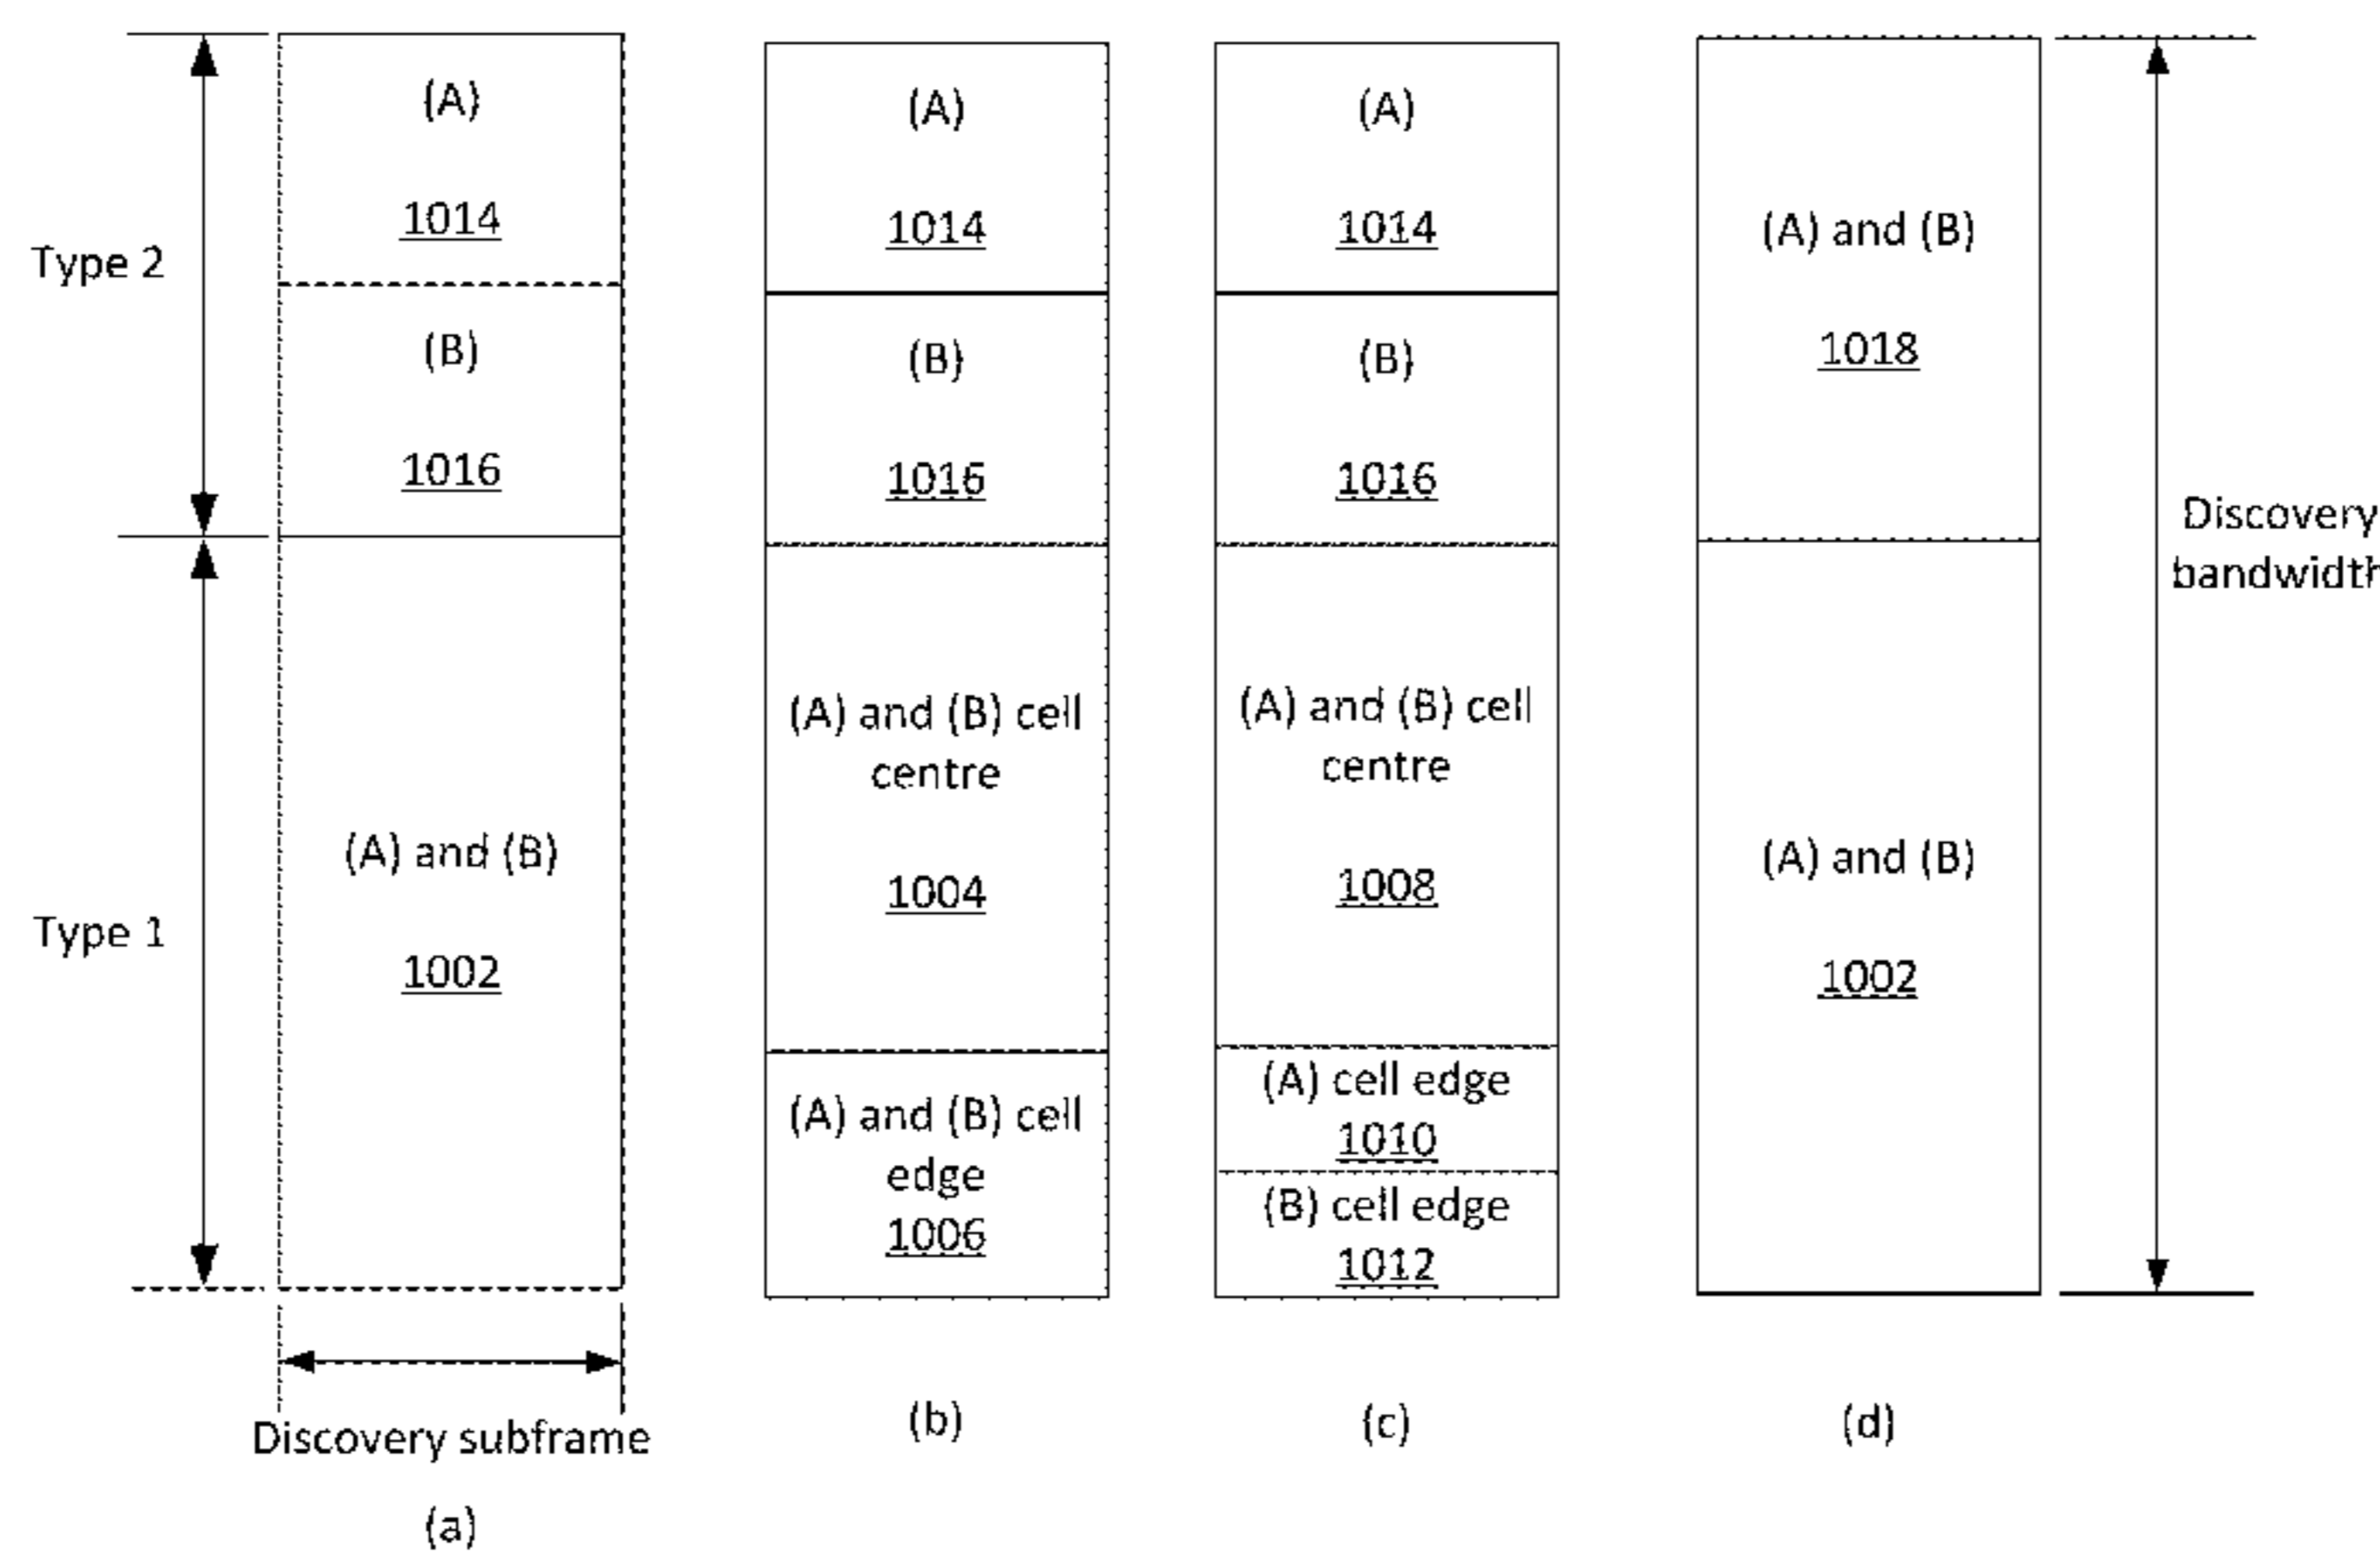 Type 2
Type 1
(A)
1014
(B)
1016
(A) and (B)
1002
Discovery subframe
(a)
(A)
1014
(B)
1016
(A) and (B) cell
centre
1004
(A) and (B) cell
edge
1006
(b)
(A)
1014
(B)
1016
(A) and (B) cell
centre
1008
(A) cell edge
1010
(B) cell edge
1012
(c)
(A) and (B)
1018
(A) and (B)
1002
(d)
Discovery
bandwidth